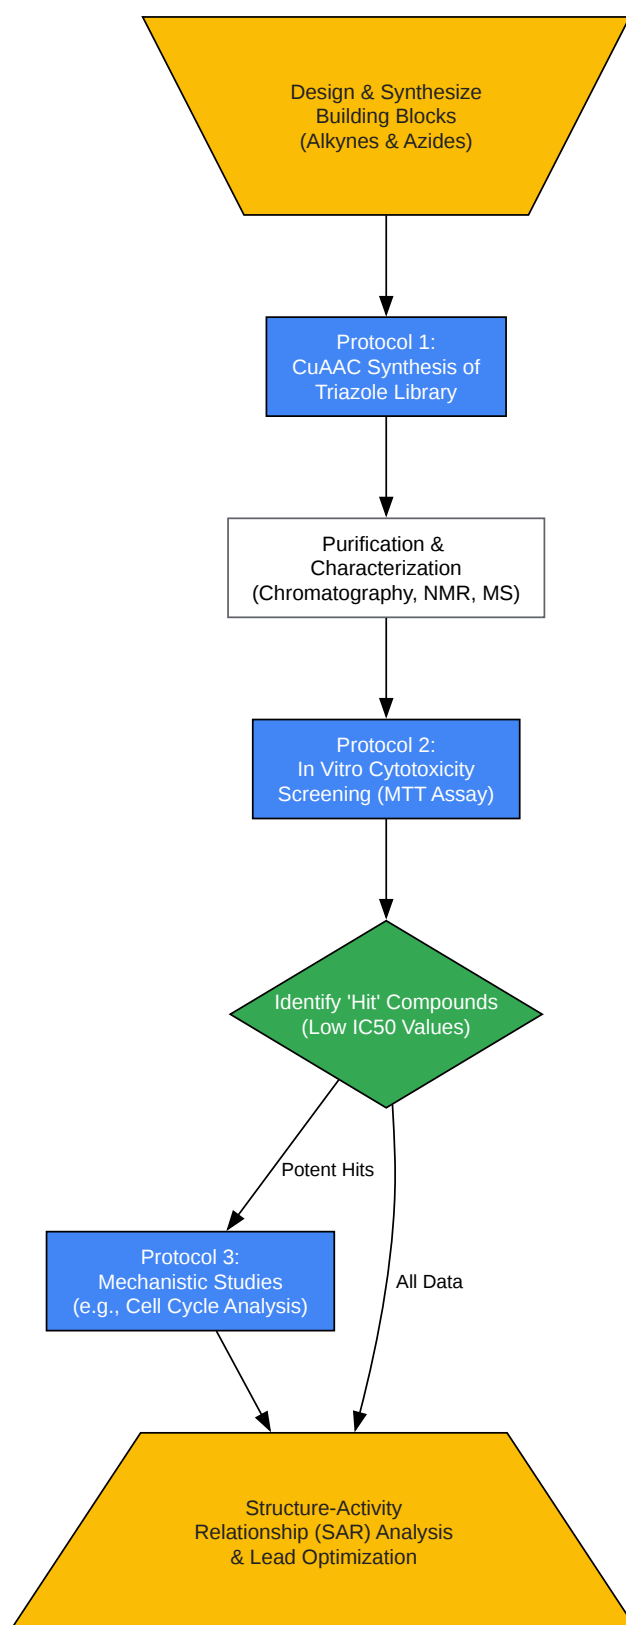 Design & Synthesize
Building Blocks
(Alkynes & Azides)
Protocol 1:
CuAAC Synthesis of
Triazole Library
Purification &
Characterization
(Chromatography, NMR, MS)
Protocol 2:
In Vitro Cytotoxicity
Screening (MTT Assay)
Identify 'Hit' Compounds
(Low IC50 Values)
Potent Hits
Protocol 3:
Mechanistic Studies
(e.g., Cell Cycle Analysis)
All Data
Structure-Activity
Relationship (SAR) Analysis
& Lead Optimization